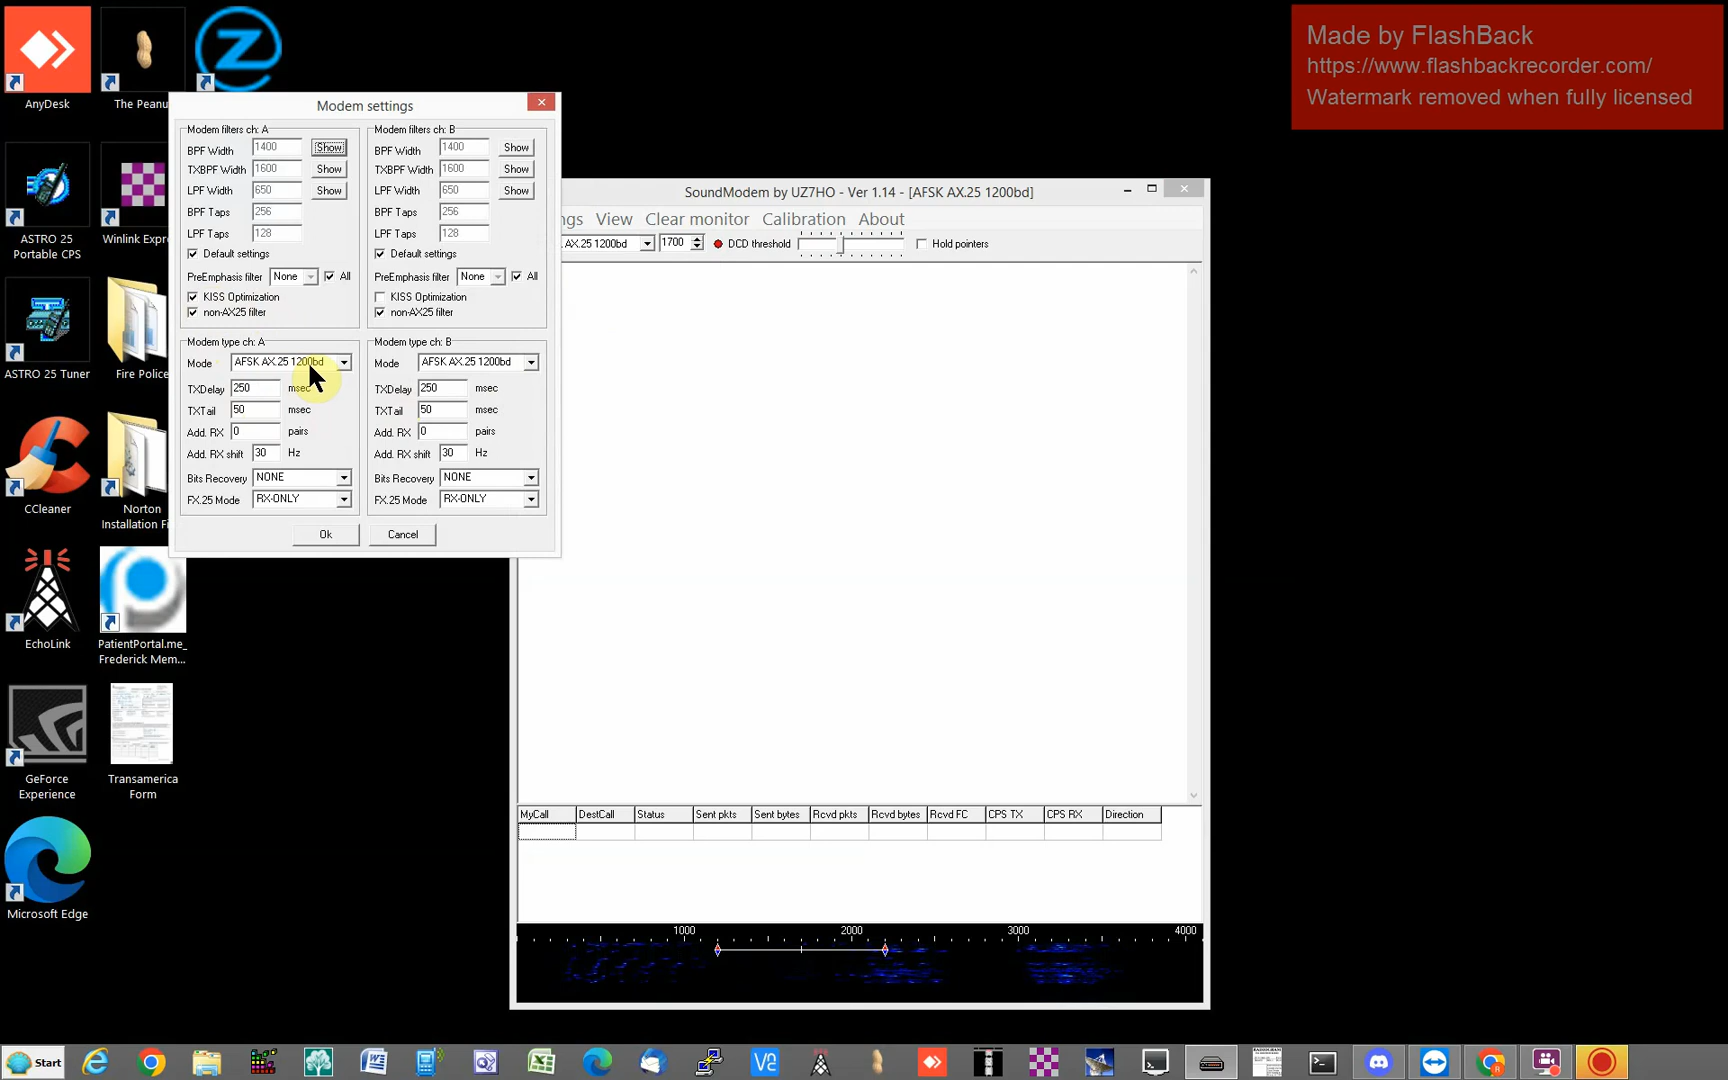 Made by FlashBack
https://www.flashbackrecorder.com/
Watermark removed when fully licensed
AnyDesk
The Peanu
ASTRO 25
Portable CPS
Winlink Expre
ASTRO 25 Tuner
Fire Police
CCleaner
Norton
Installation Fi
EchoLink
PatientPortal.me_
Frederick Mem...
GeForce
Experience
Transamerica
Form
Microsoft Edge
Modem settings
Modem filters ch: A
BPF Width 1400 Show
TXBPF Width 1600 Show
LPF Width 650 Show
BPF Taps 256
LPF Taps 128
Default settings
PreEmphasis filter None All
KISS Optimization
non-AX25 filter
Modem filters ch: B
BPF Width 1400 Show
TXBPF Width 1600 Show
LPF Width 650 Show
BPF Taps 256
LPF Taps 128
Default settings
PreEmphasis filter None All
KISS Optimization
non-AX25 filter
Modem type ch: A
Mode AFSK AX.25 1200bd
TXDelay 250 msec
TXTail 50 msec
Add. RX 0 pairs
Add. RX shift 30 Hz
Bits Recovery NONE
FX.25 Mode RX-ONLY
Modem type ch: B
Mode AFSK AX.25 1200bd
TXDelay 250 msec
TXTail 50 msec
Add. RX 0 pairs
Add. RX shift 30 Hz
Bits Recovery NONE
FX.25 Mode RX-ONLY
Ok Cancel
SoundModem by UZ7HO - Ver 1.14 - [AFSK AX.25 1200bd]
ngs View Clear monitor Calibration About
AX.25 1200bd 1700 DCD threshold Hold pointers
MyCall DestCall Status Sent pkts Sent bytes Rcvd pkts Rcvd bytes Rcvd FC CPS TX CPS RX Direction
1000 2000 3000 4000
Start